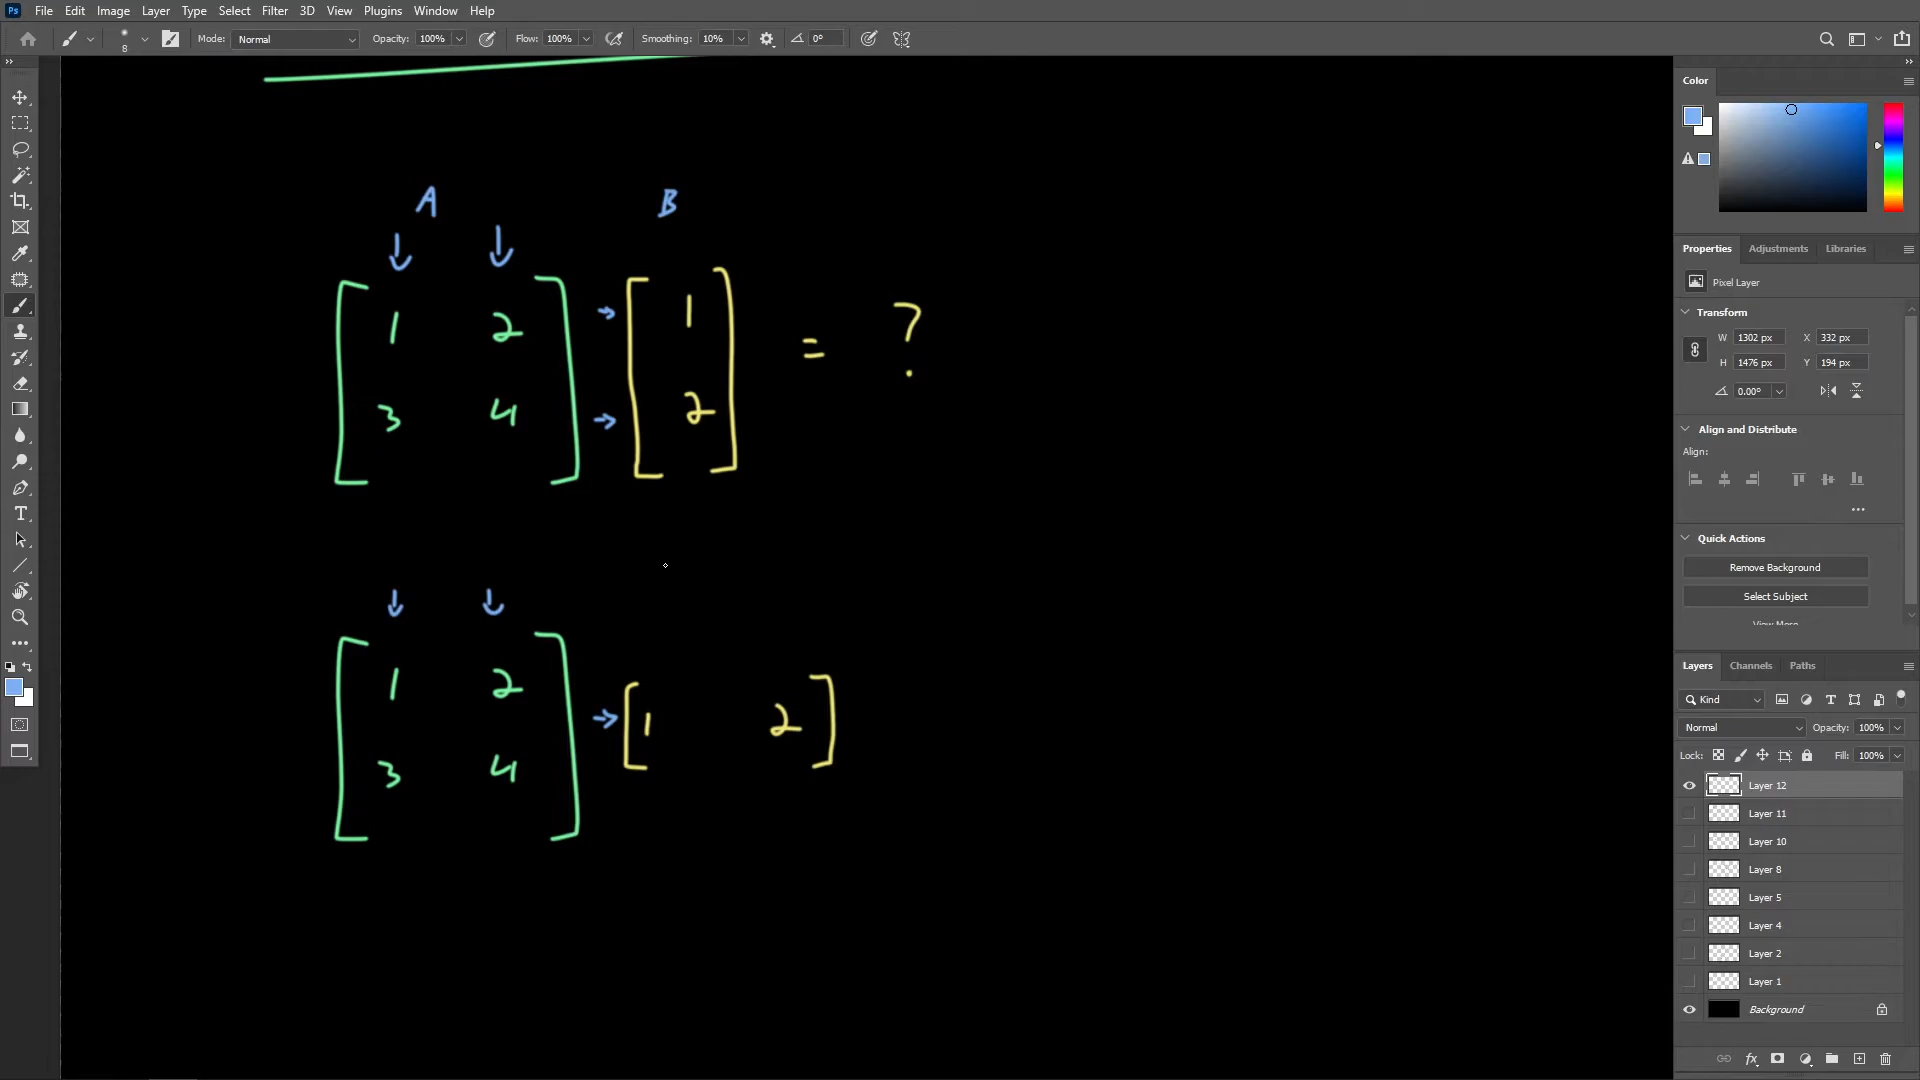 Ps File Edit Image Layer Type Select Filter 3D View Plugins Window Help
8 Mode: Normal Opacity: 100% Flow: 100% Smoothing: 10% 0°
Color
A B
1 2 1 = ?
3 4 2
1 2 1 2
3 4
Properties Adjustments Libraries
Pixel Layer
Transform
W 1302 px X 332 px
H 1476 px Y 194 px
0.00°
Align and Distribute
Align:
Quick Actions
Remove Background
Select Subject
View More
Layers Channels Paths
Kind
Normal Opacity: 100%
Lock: Fill: 100%
Layer 12
Layer 11
Layer 10
Layer 8
Layer 5
Layer 4
Layer 2
Layer 1
Background